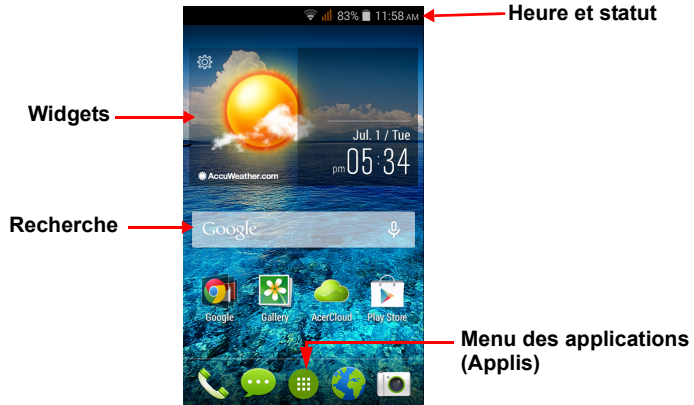 83% 11:58 AM
Heure et statut
Widgets
Jul. 1 / Tue
pm 05:34
AccuWeather.com
Recherche
Google
Google
Gallery
AcerCloud
Play Store
Menu des applications
(Applis)